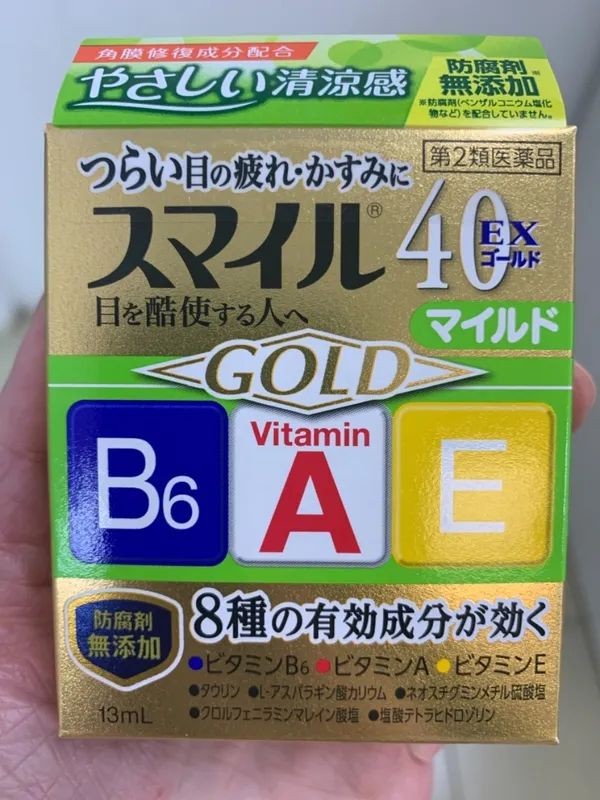 角膜修復成分配合
やさしい清涼感
防腐剤※
無添加
※防腐剤(ベンザルコニウム塩化
物など)を配合していません。
つらい目の疲れ・かすみに
第2類医薬品
スマイル®
40 EX
ゴールド
目を酷使する人へ
マイルド
GOLD
B6
Vitamin
A
E
防腐剤
無添加
8種の有効成分が効く
●ビタミンB6 ●ビタミンA ●ビタミンE
●タウリン ●L-アスパラギン酸カリウム ●ネオスチグミンメチル硫酸塩
●クロルフェニラミンマレイン酸塩 ●塩酸テトラヒドロゾリン
13mL